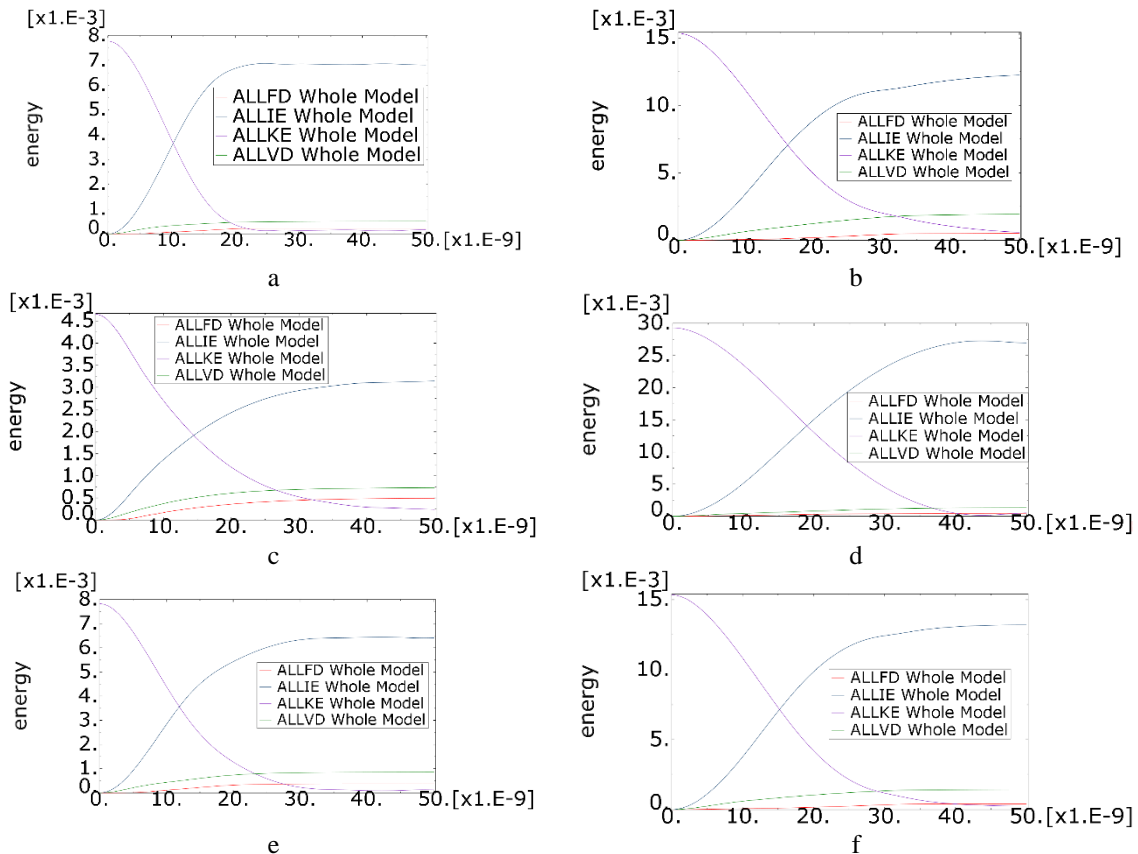 [x1.E-3]
8.
7.
6.
5.
4.
3.
2.
1.
0.
energy
ALLFD Whole Model
ALLIE Whole Model
ALLKE Whole Model
ALLVD Whole Model
0. 10. 20. 30. 40. 50. [x1.E-9]
a
[x1.E-3]
15.
10.
5.
0.
energy
ALLFD Whole Model
ALLIE Whole Model
ALLKE Whole Model
ALLVD Whole Model
0. 10. 20. 30. 40. 50. [x1.E-9]
b
[x1.E-3]
4.5
4.0
3.5
3.0
2.5
2.0
1.5
1.0
0.5
0.0
energy
ALLFD Whole Model
ALLIE Whole Model
ALLKE Whole Model
ALLVD Whole Model
0. 10. 20. 30. 40. 50. [x1.E-9]
c
[x1.E-3]
30.
25.
20.
15.
10.
5.
0.
energy
ALLFD Whole Model
ALLIE Whole Model
ALLKE Whole Model
ALLVD Whole Model
0. 10. 20. 30. 40. 50. [x1.E-9]
d
[x1.E-3]
8.
7.
6.
5.
4.
3.
2.
1.
0.
energy
ALLFD Whole Model
ALLIE Whole Model
ALLKE Whole Model
ALLVD Whole Model
0. 10. 20. 30. 40. 50. [x1.E-9]
e
[x1.E-3]
15.
10.
5.
0.
energy
ALLFD Whole Model
ALLIE Whole Model
ALLKE Whole Model
ALLVD Whole Model
0. 10. 20. 30. 40. 50. [x1.E-9]
f